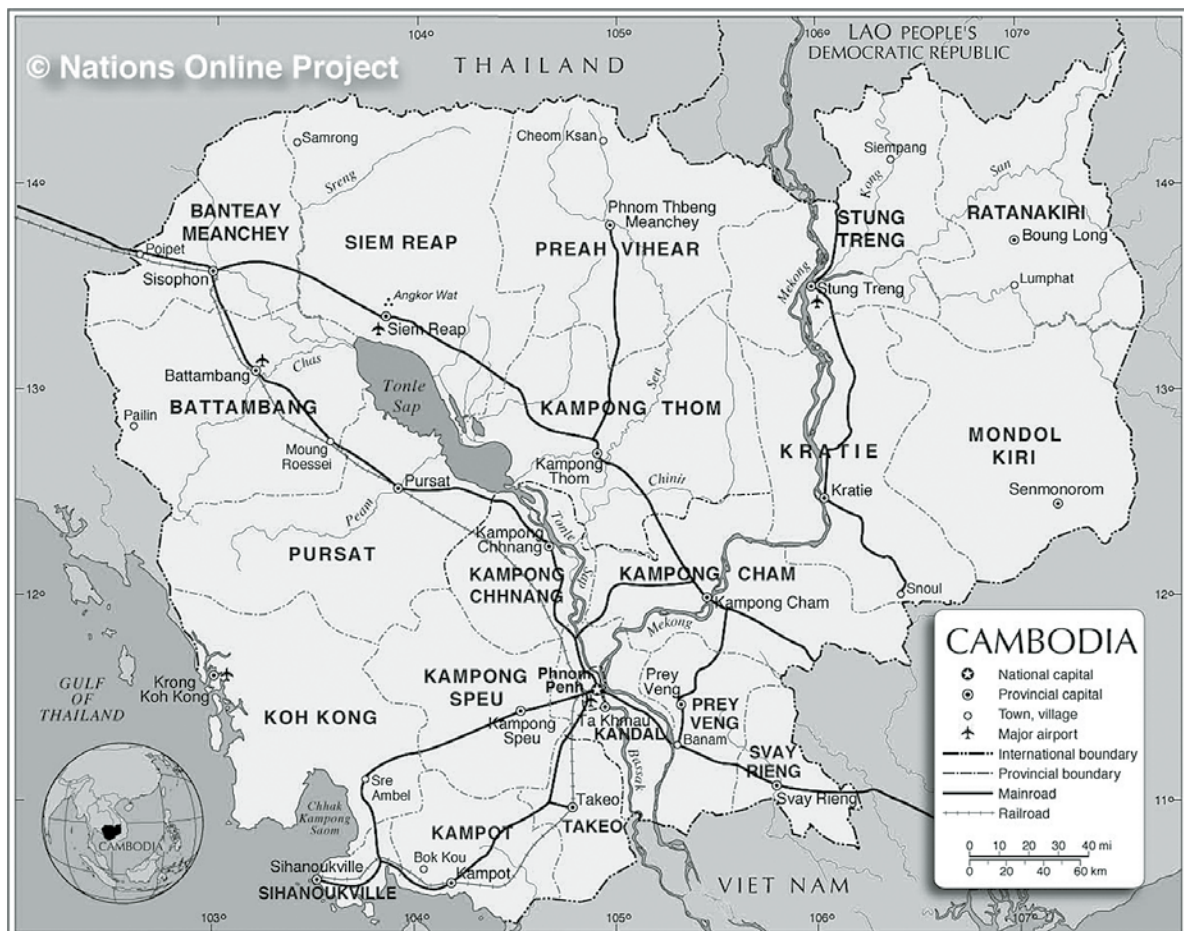 © Nations Online Project
THAILAND
LAO PEOPLE'S
DEMOCRATIC REPUBLIC
104°
105°
106°
107°
14°
14°
13°
13°
12°
12°
11°
11°
103°
104°
105°
106°
107°
Samrong
Cheom Ksan
Siempang
Sreng
Kong
San
BANTEAY
MEANCHEY
SIEM REAP
Phnom Thbeng
Meanchey
PREAH VIHEAR
STUNG
TRENG
RATANAKIRI
Boung Long
Poipet
Sisophon
Mekong
Stung Treng
Lumphat
Angkor Wat
Siem Reap
Chas
Battambang
BATTAMBANG
Tonle
Sap
Sen
Pailin
KAMPONG THOM
Moung
Roessei
Kampong
Thom
KRATIE
MONDOL
KIRI
Pursat
Chinit
Kratie
Senmonorom
Peam
Tonle
Sap
PURSAT
Kampong
Chhnang
KAMPONG
CHHNANG
KAMPONG CHAM
Kampong Cham
Snoul
Mekong
Krong
Koh Kong
GULF
OF
THAILAND
KOH KONG
KAMPONG
SPEU
Phnom
Penh
Prey
Veng
PREY
VENG
Kampong
Speu
Ta Khmau
KANDAL
Banam
Bassak
SVAY
RIENG
Svay Rieng
Sre
Ambel
Chhak
Kampong
Saom
Takeo
TAKEO
KAMPOT
Bok Kou
Kampot
Sihanoukville
SIHANOUKVILLE
VIET NAM
CAMBODIA
CAMBODIA
National capital
Provincial capital
Town, village
Major airport
International boundary
Provincial boundary
Mainroad
Railroad
0 10 20 30 40 mi
0 20 40 60 km